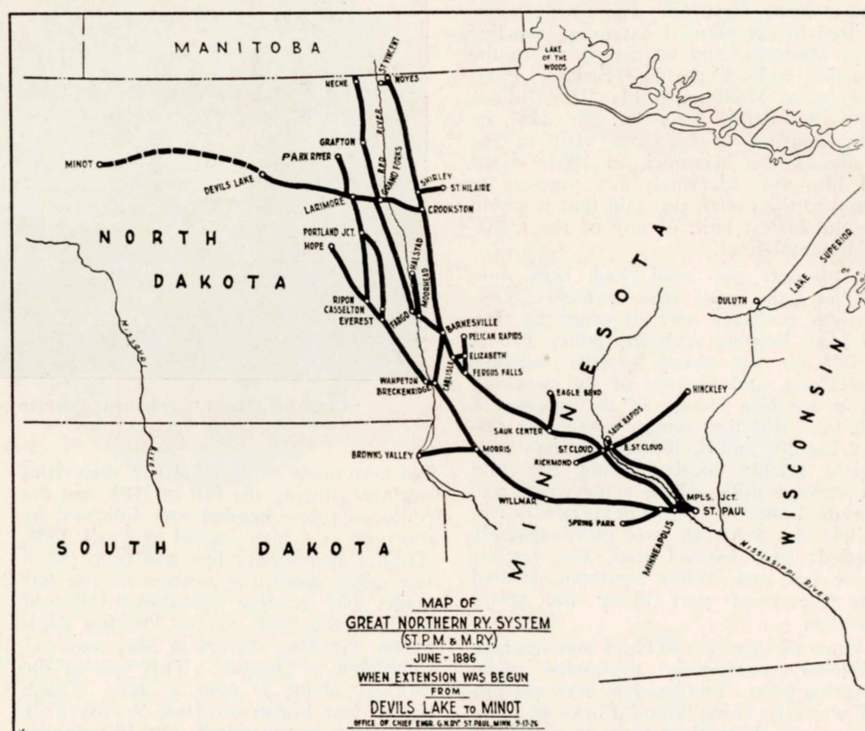 MANITOBA
LAKE
OF THE
WOODS
ST VINCENT
NOYES
NECHE
RED
RIVER
GRAFTON
PARK RIVER
MINOT
DEVILS LAKE
GRAND FORKS
SHIRLEY
ST HILAIRE
LARIMORE
CROOKSTON
NORTH
DAKOTA
PORTLAND JCT.
HOPE
HALSTAD
MOORHEAD
LAKE SUPERIOR
DULUTH
RIPON
CASSELTON
EVEREST
FARGO
BARNESVILLE
PELICAN RAPIDS
ELIZABETH
FERGUS FALLS
CARLISLE
WAHPETON
BRECKENRIDGE
MISSOURI
RIVER
EAGLE BEND
HINCKLEY
SAUK CENTER
SAUK RAPIDS
ST CLOUD
E. ST CLOUD
RICHMOND
BROWNS VALLEY
MORRIS
MINNESOTA
WISCONSIN
WILLMAR
MPLS. JCT.
ST. PAUL
SPRING PARK
MINNEAPOLIS
MISSISSIPPI RIVER
SOUTH DAKOTA
MAP OF
GREAT NORTHERN RY. SYSTEM
(ST. P. M. & M. RY.)
JUNE - 1886
WHEN EXTENSION WAS BEGUN
FROM
DEVILS LAKE TO MINOT
OFFICE OF CHIEF ENGR. G.N.RY. ST. PAUL, MINN. 9-17-26